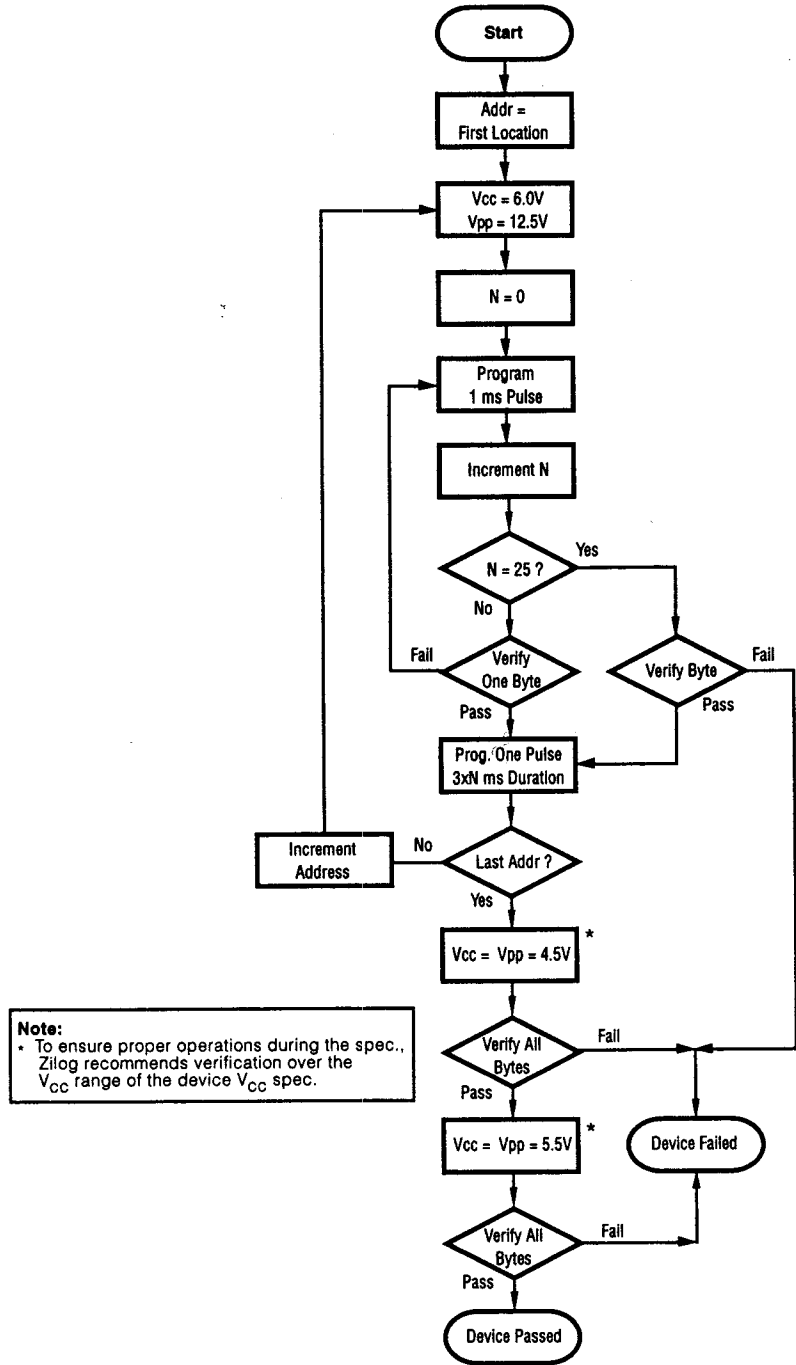 Start
Addr =
First Location
Vcc = 6.0V
Vpp = 12.5V
N = 0
Program
1 ms Pulse
Increment N
N = 25 ?
Yes
No
Fail
Verify
One Byte
Pass
Verify Byte
Fail
Pass
Prog. One Pulse
3xN ms Duration
Increment
Address
No
Last Addr ?
Yes
Vcc = Vpp = 4.5V
*
Note:
* To ensure proper operations during the spec.,
Zilog recommends verification over the
VCC range of the device VCC spec.
Verify All
Bytes
Fail
Pass
Vcc = Vpp = 5.5V
*
Device Failed
Verify All
Bytes
Fail
Pass
Device Passed